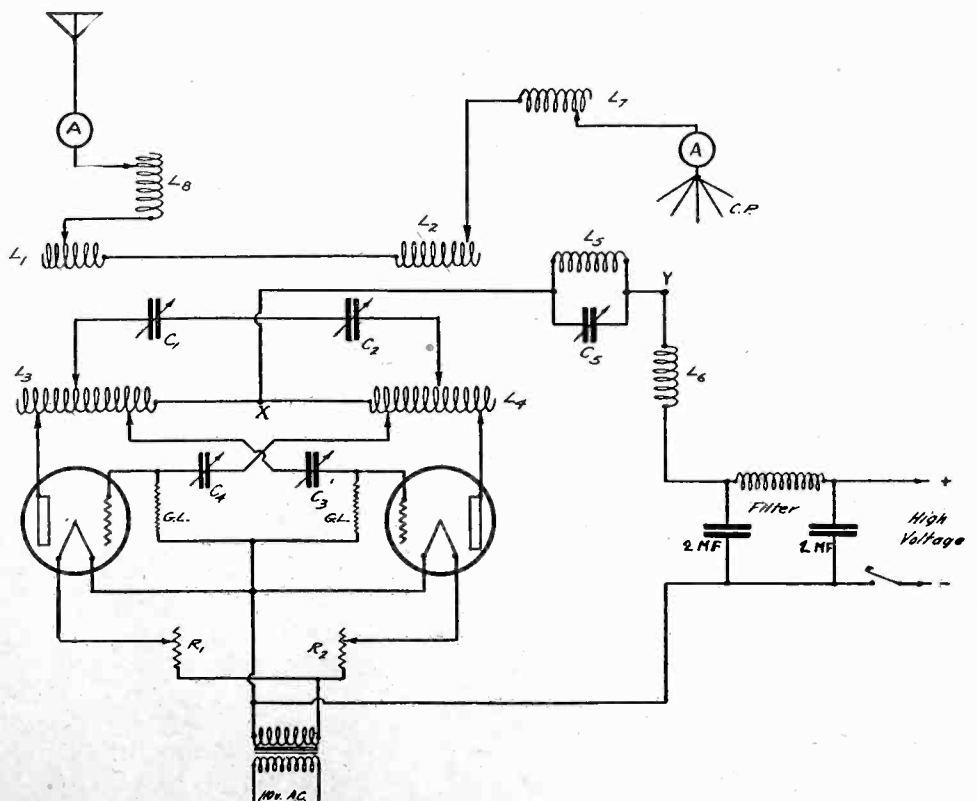 A
L8
L1
L2
L7
A
C.P.
L5
C5
Y
L6
C1
C2
L3
X
L4
C4
C3
G.L.
G.L.
Filter
2 MF
2 MF
+
High
Voltage
-
R1
R2
110v. A.C.